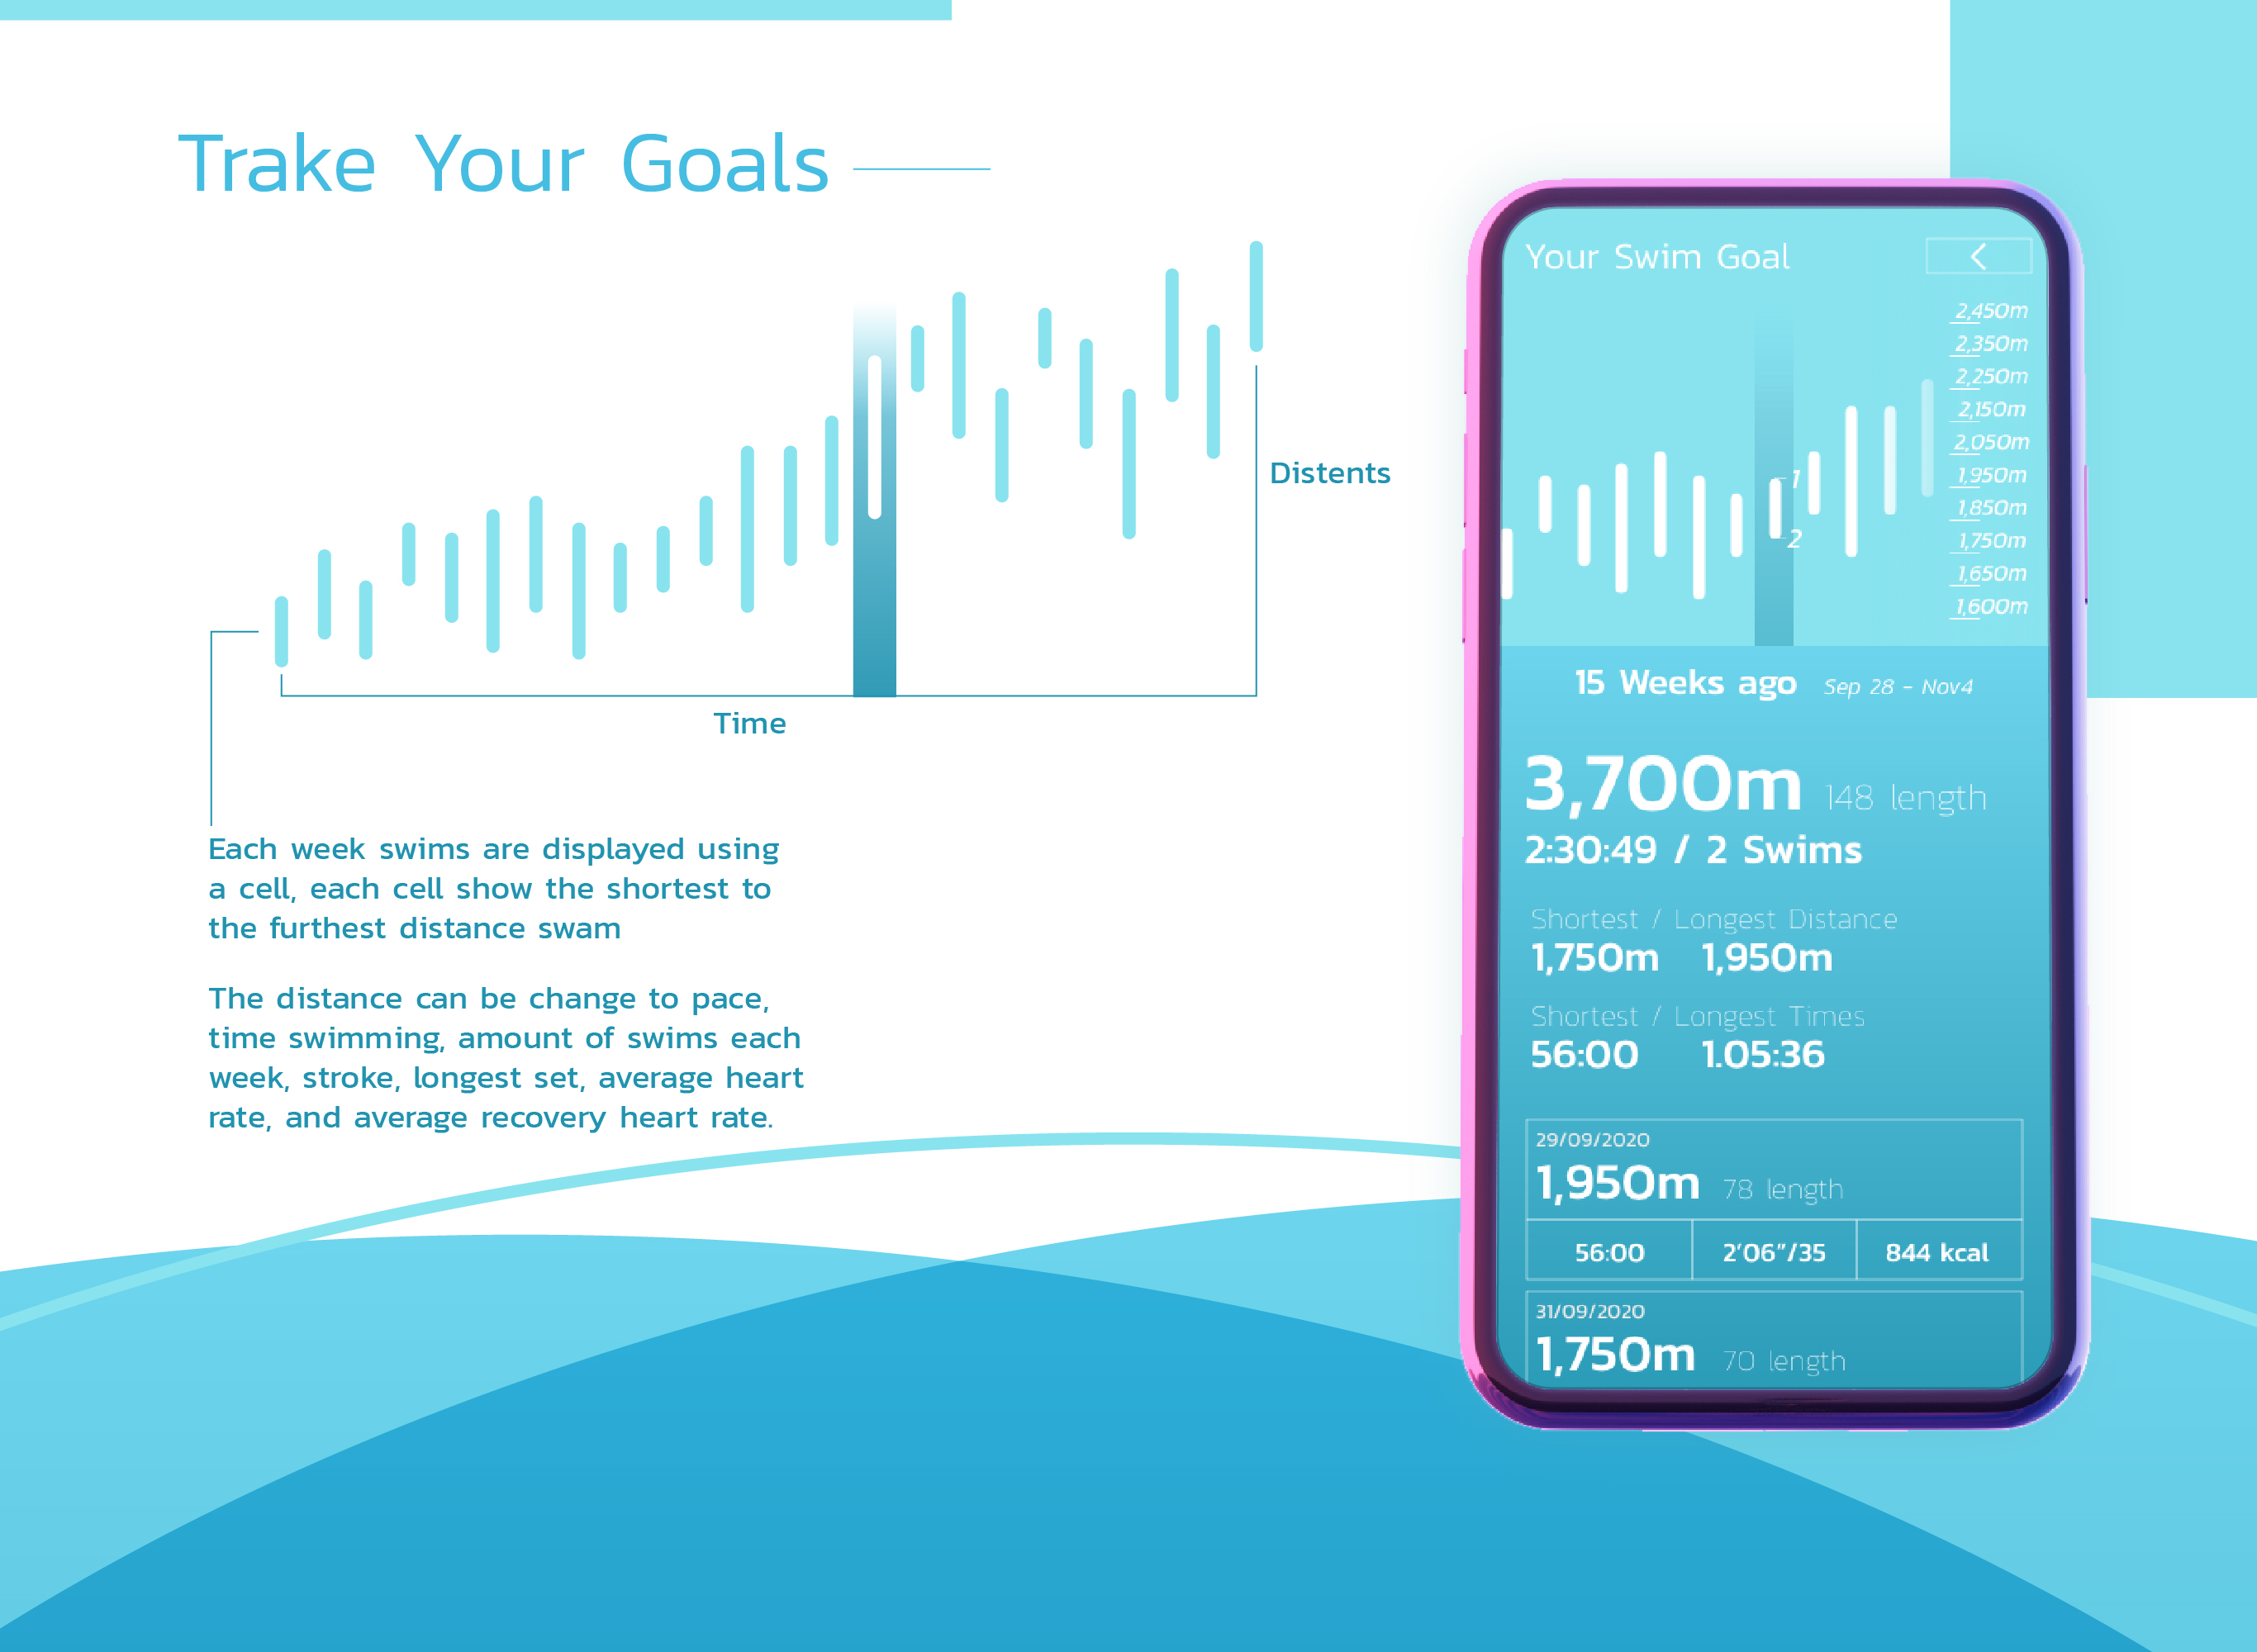 Trake Your Goals
Distents
Time
Each week swims are displayed using
a cell, each cell show the shortest to
the furthest distance swam
The distance can be change to pace,
time swimming, amount of swims each
week, stroke, longest set, average heart
rate, and average recovery heart rate.
Your Swim Goal
2,450m
2,350m
2,250m
2,150m
2,050m
1,950m
1,850m
1,750m
1,650m
1,600m
1
2
15 Weeks ago Sep 28 - Nov4
3,700m 148 length
2:30:49 / 2 Swims
Shortest / Longest Distance
1,750m 1,950m
Shortest / Longest Times
56:00 1.05:36
29/09/2020
1,950m 78 length
56:00 2'06"/35 844 kcal
31/09/2020
1,750m 70 length